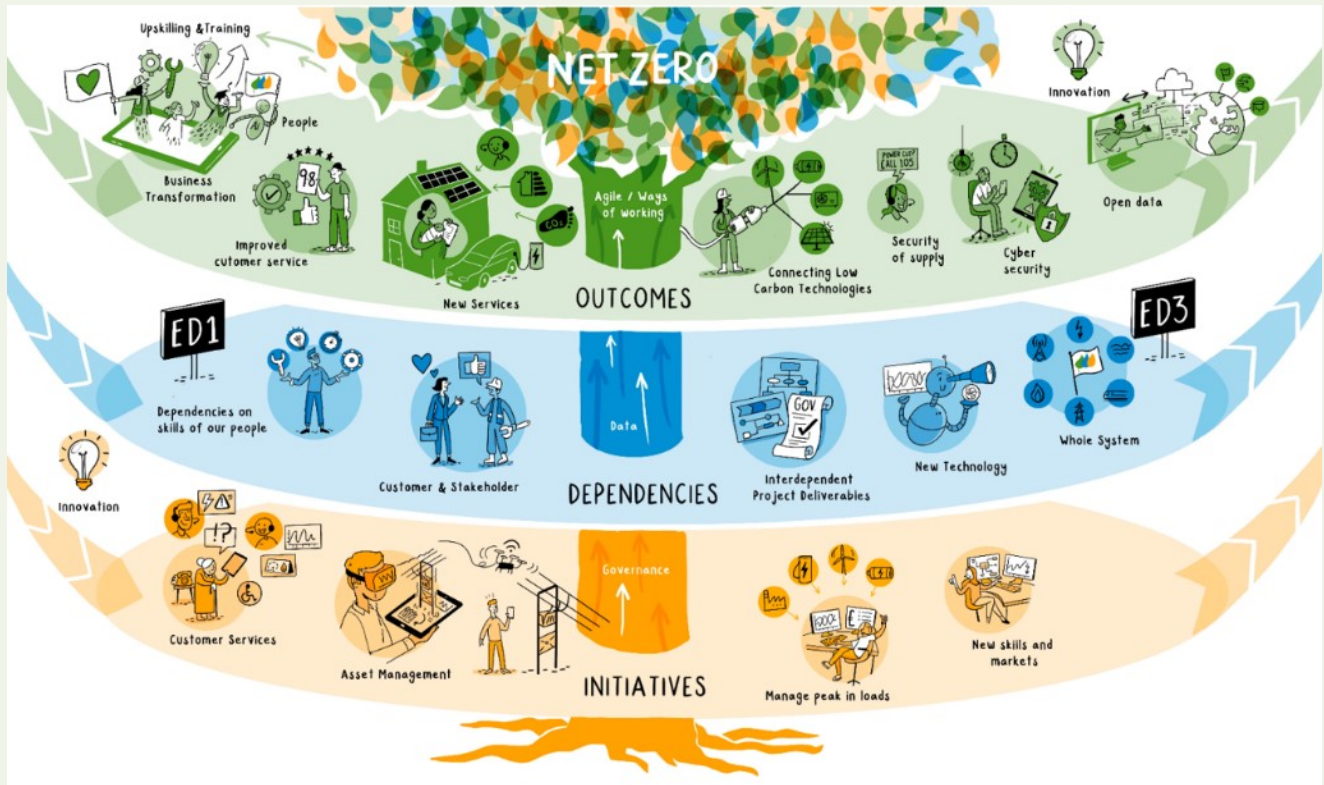 Upskilling & Training
NET ZERO
Innovation
People
Business
Transformation
98
Improved
cutomer service
New Services
CO2
Agile / Ways
of working
OUTCOMES
Connecting Low
Carbon Technologies
POWER CUT?
CALL 105
Security
of supply
Cyber
security
Open data
ED1
ED3
Dependencies on
skills of our people
Customer & Stakeholder
Data
DEPENDENCIES
GOV
Interdependent
Project Deliverables
New Technology
Whole System
Innovation
!?
Customer Services
Asset Management
Governance
INITIATIVES
£
Manage peak in loads
New skills and
markets